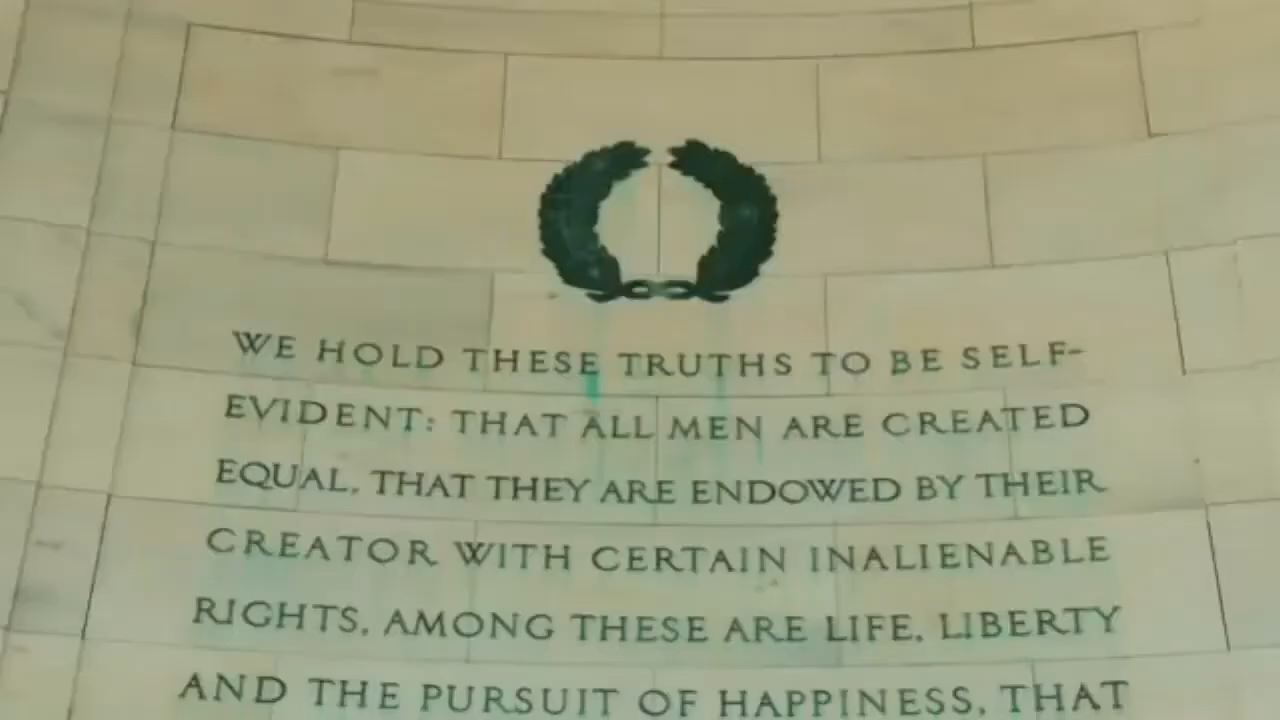 WE HOLD THESE TRUTHS TO BE SELF-
EVIDENT: THAT ALL MEN ARE CREATED
EQUAL, THAT THEY ARE ENDOWED BY THEIR
CREATOR WITH CERTAIN INALIENABLE
RIGHTS, AMONG THESE ARE LIFE, LIBERTY
AND THE PURSUIT OF HAPPINESS, THAT